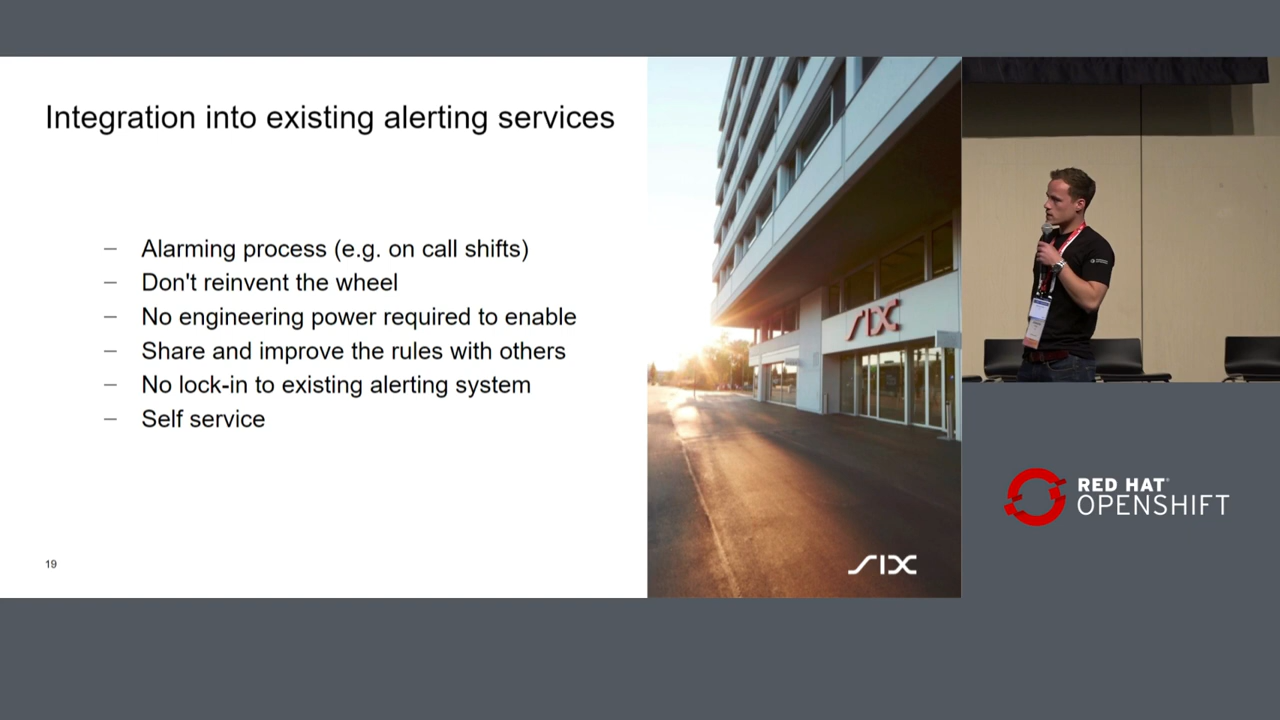 Integration into existing alerting services
– Alarming process (e.g. on call shifts)
– Don't reinvent the wheel
– No engineering power required to enable
– Share and improve the rules with others
– No lock-in to existing alerting system
– Self service
19
SIX
SIX
RED HAT®
OPENSHIFT